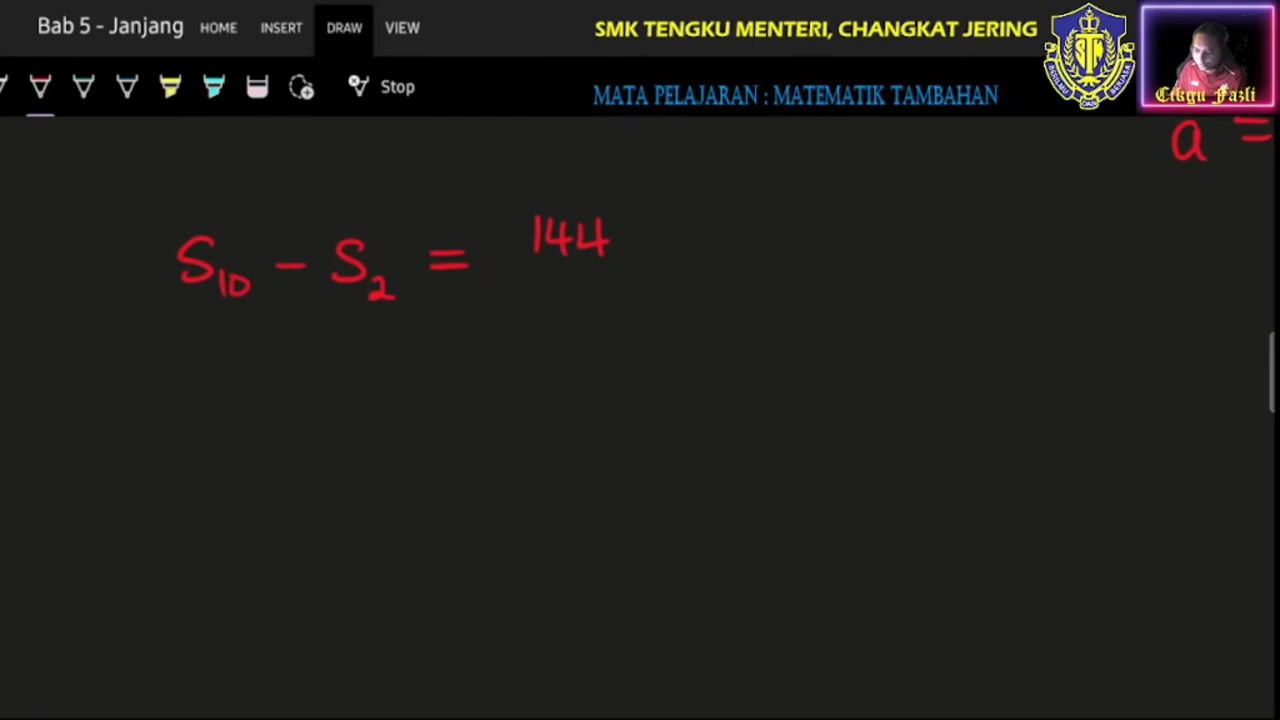 Bab 5 - Janjang HOME INSERT DRAW VIEW
Stop
SMK TENGKU MENTERI, CHANGKAT JERING
MATA PELAJARAN : MATEMATIK TAMBAHAN
Cikgu Fazli
a =
S₁₀ - S₂ = 144